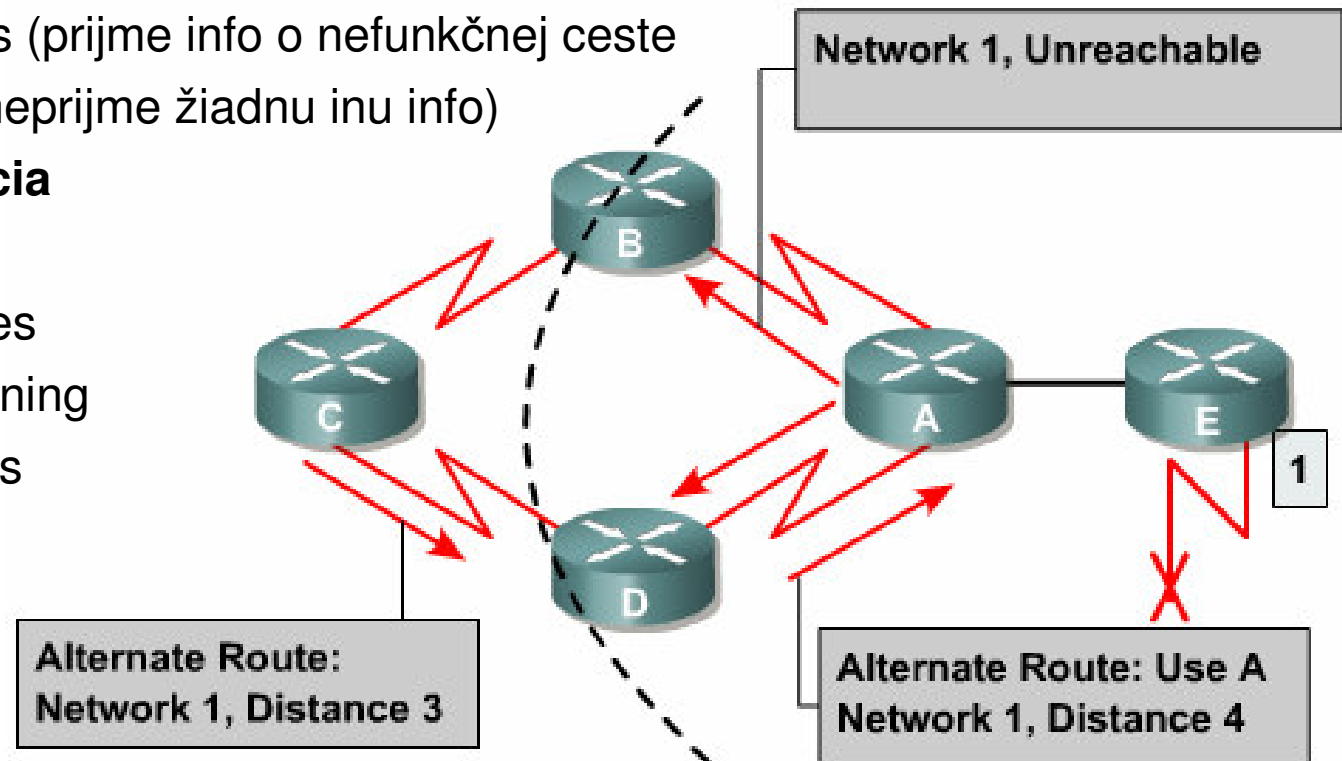 s (prijme info o nefunkčnej ceste
neprijme žiadnu inu info)
cia
es
ning
s
Network 1, Unreachable
B
C
A
E
1
D
Alternate Route:
Network 1, Distance 3
Alternate Route: Use A
Network 1, Distance 4